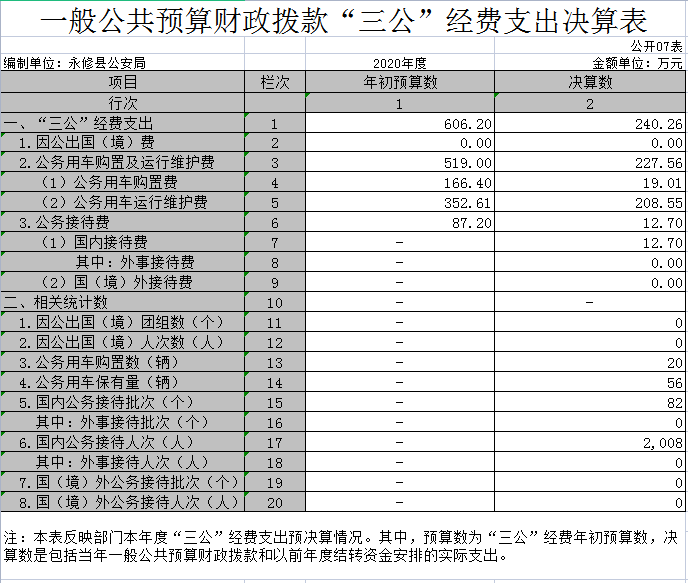 一般公共预算财政拨款“三公”经费支出决算表
公开07表
编制单位：永修县公安局 2020年度 金额单位：万元
项目 栏次 年初预算数 决算数
行次 1 2
一、“三公”经费支出 1 606.20 240.26
1.因公出国（境）费 2 0.00 0.00
2.公务用车购置及运行维护费 3 519.00 227.56
（1）公务用车购置费 4 166.40 19.01
（2）公务用车运行维护费 5 352.61 208.55
3.公务接待费 6 87.20 12.70
（1）国内接待费 7 － 12.70
其中：外事接待费 8 － 0.00
（2）国（境）外接待费 9 － 0.00
二、相关统计数 10 － －
1.因公出国（境）团组数（个） 11 － 0
2.因公出国（境）人次数（人） 12 － 0
3.公务用车购置数（辆） 13 － 20
4.公务用车保有量（辆） 14 － 56
5.国内公务接待批次（个） 15 － 82
其中：外事接待批次（个） 16 － 0
6.国内公务接待人次（人） 17 － 2,008
其中：外事接待人次（人） 18 － 0
7.国（境）外公务接待批次（个） 19 － 0
8.国（境）外公务接待人次（人） 20 － 0
注：本表反映部门本年度“三公”经费支出预决算情况。其中，预算数为“三公”经费年初预算数，决
算数是包括当年一般公共预算财政拨款和以前年度结转资金安排的实际支出。